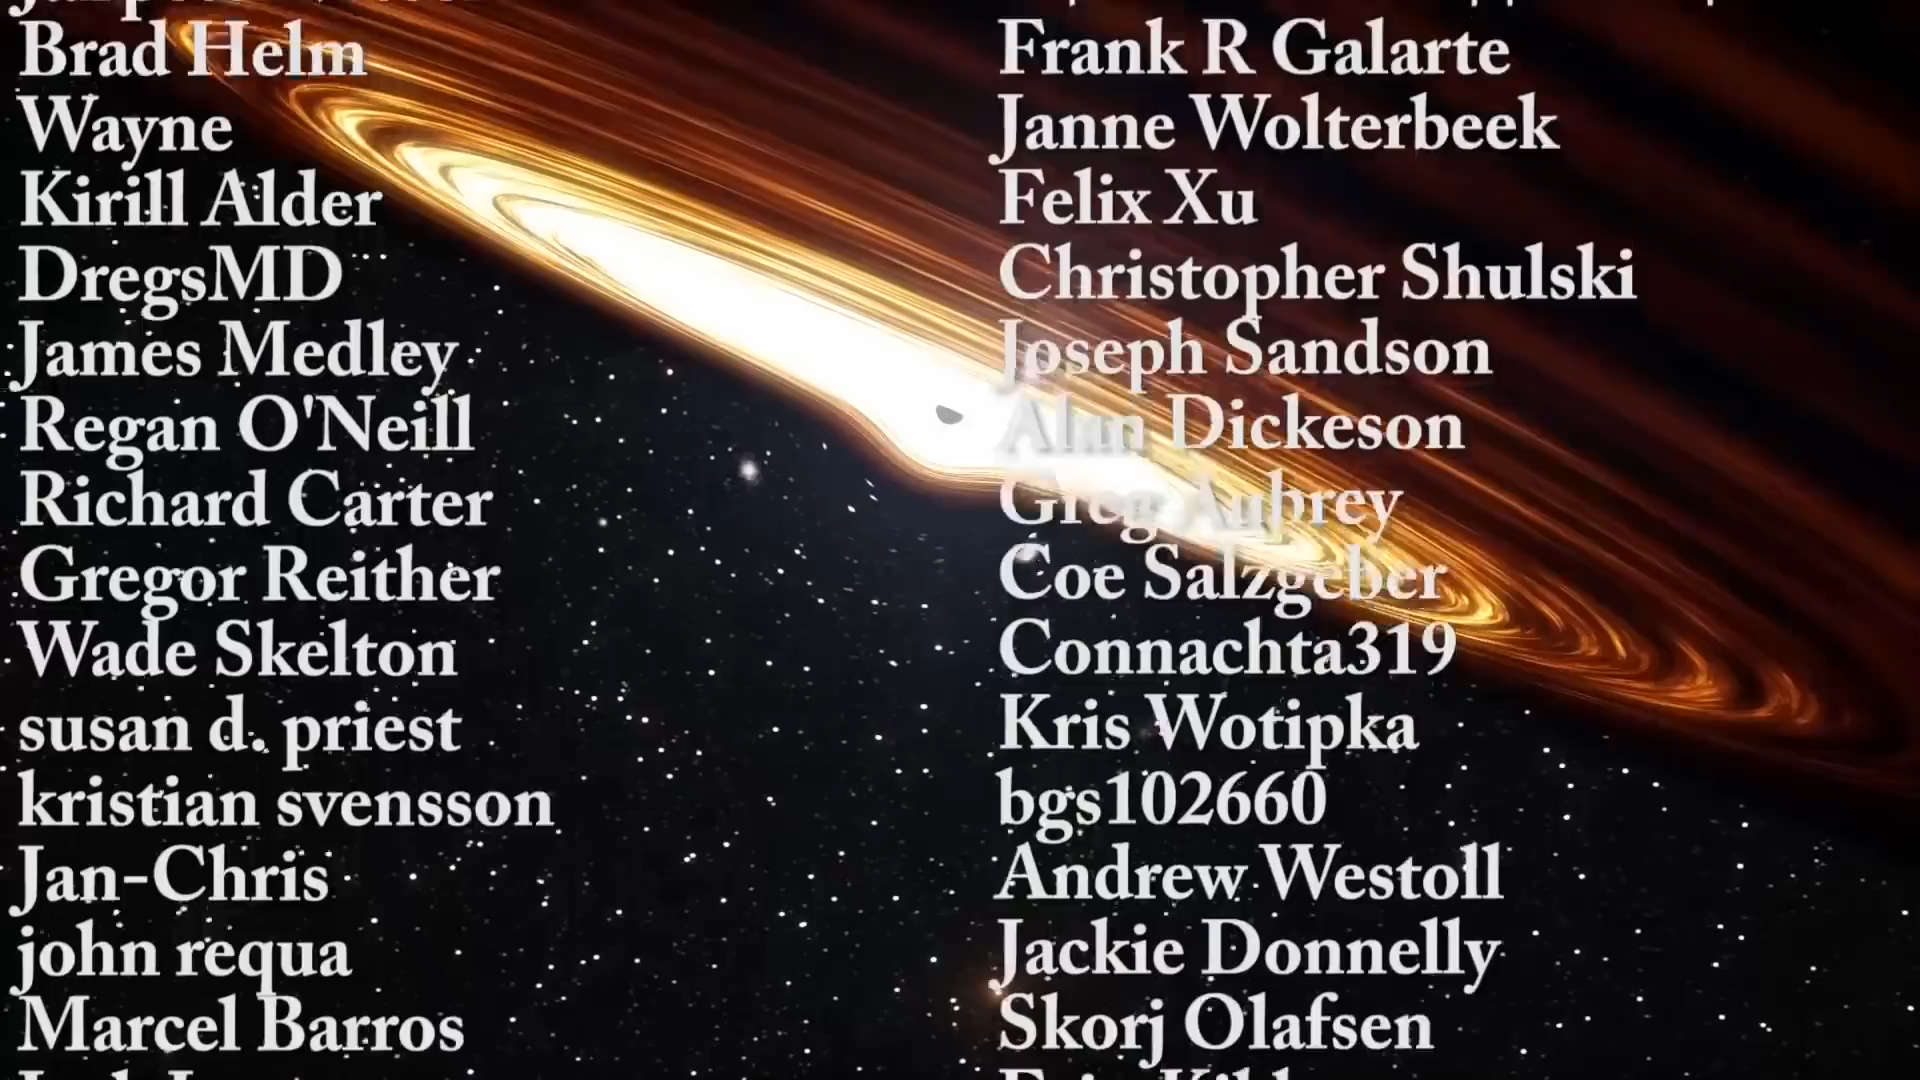 Brad Helm
Wayne
Kirill Alder
DregsMD
James Medley
Regan O'Neill
Richard Carter
Gregor Reither
Wade Skelton
susan d. priest
kristian svensson
Jan-Chris
john requa
Marcel Barros
Frank R Galarte
Janne Wolterbeek
Felix Xu
Christopher Shulski
Joseph Sandson
Alan Dickeson
Greg Aubrey
Coe Salzgeber
Connachta319
Kris Wotipka
bgs102660
Andrew Westoll
Jackie Donnelly
Skorj Olafsen